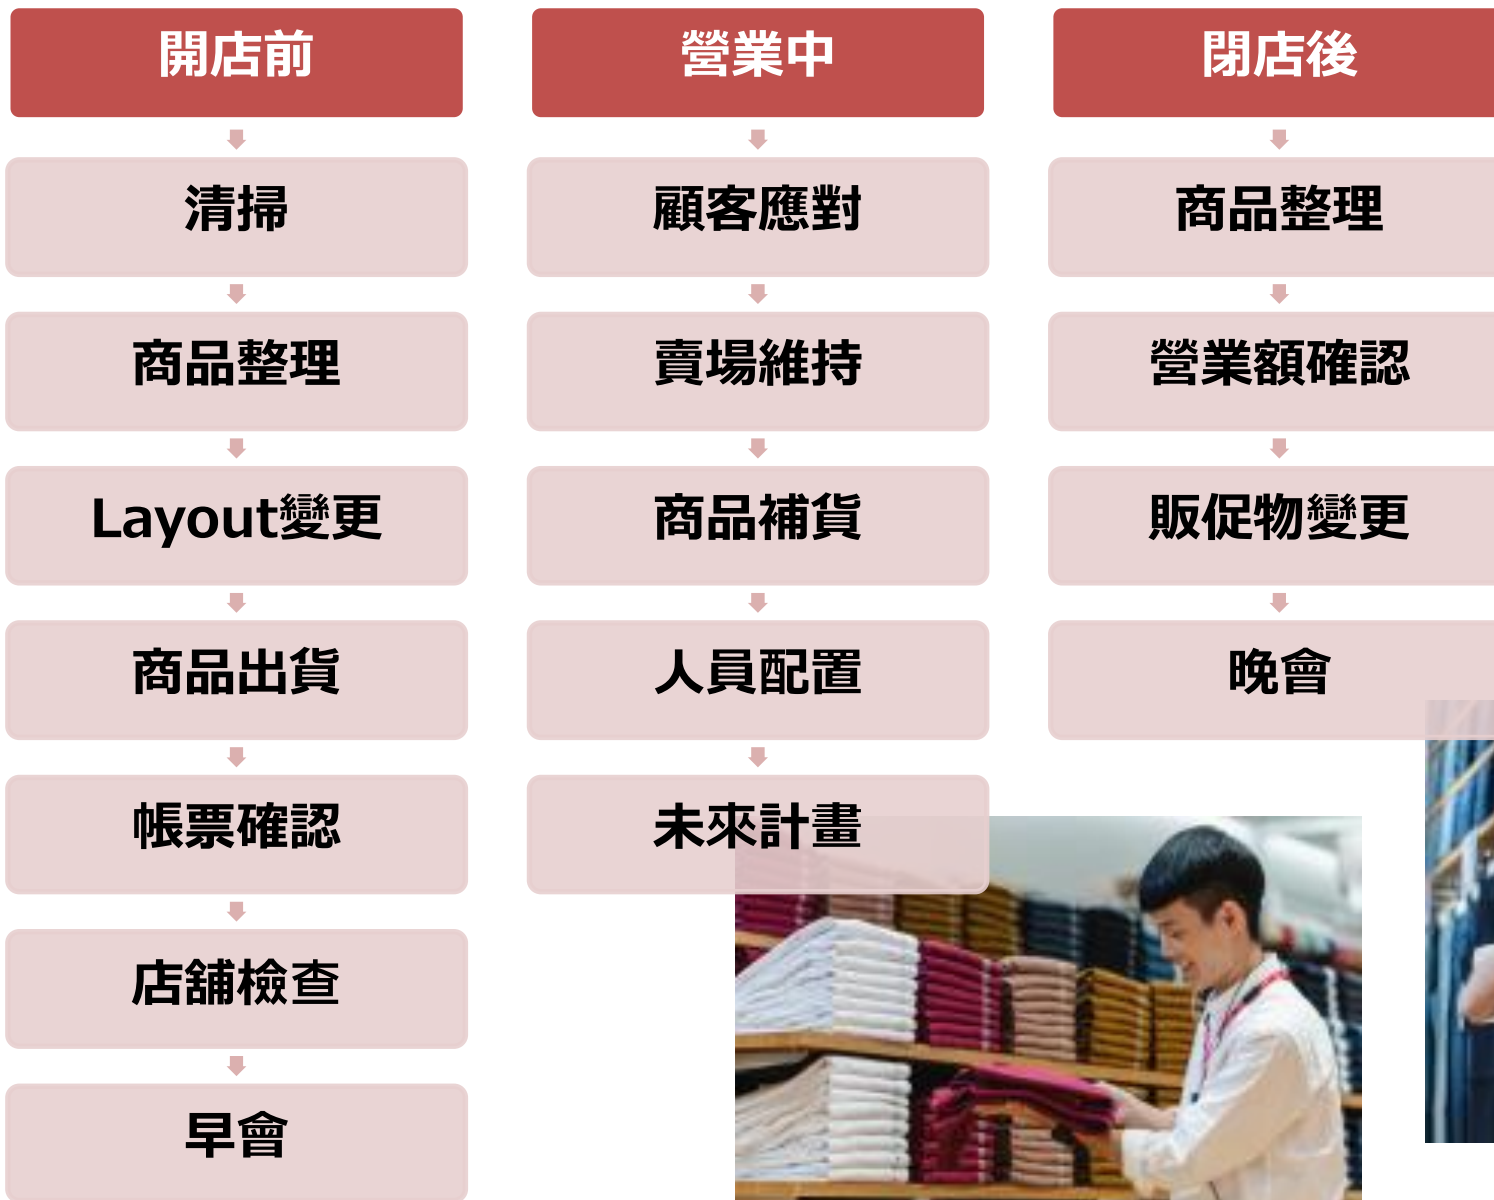 開店前
清掃
商品整理
Layout變更
商品出貨
帳票確認
店舖檢查
早會
營業中
顧客應對
賣場維持
商品補貨
人員配置
未來計畫
閉店後
商品整理
營業額確認
販促物變更
晚會